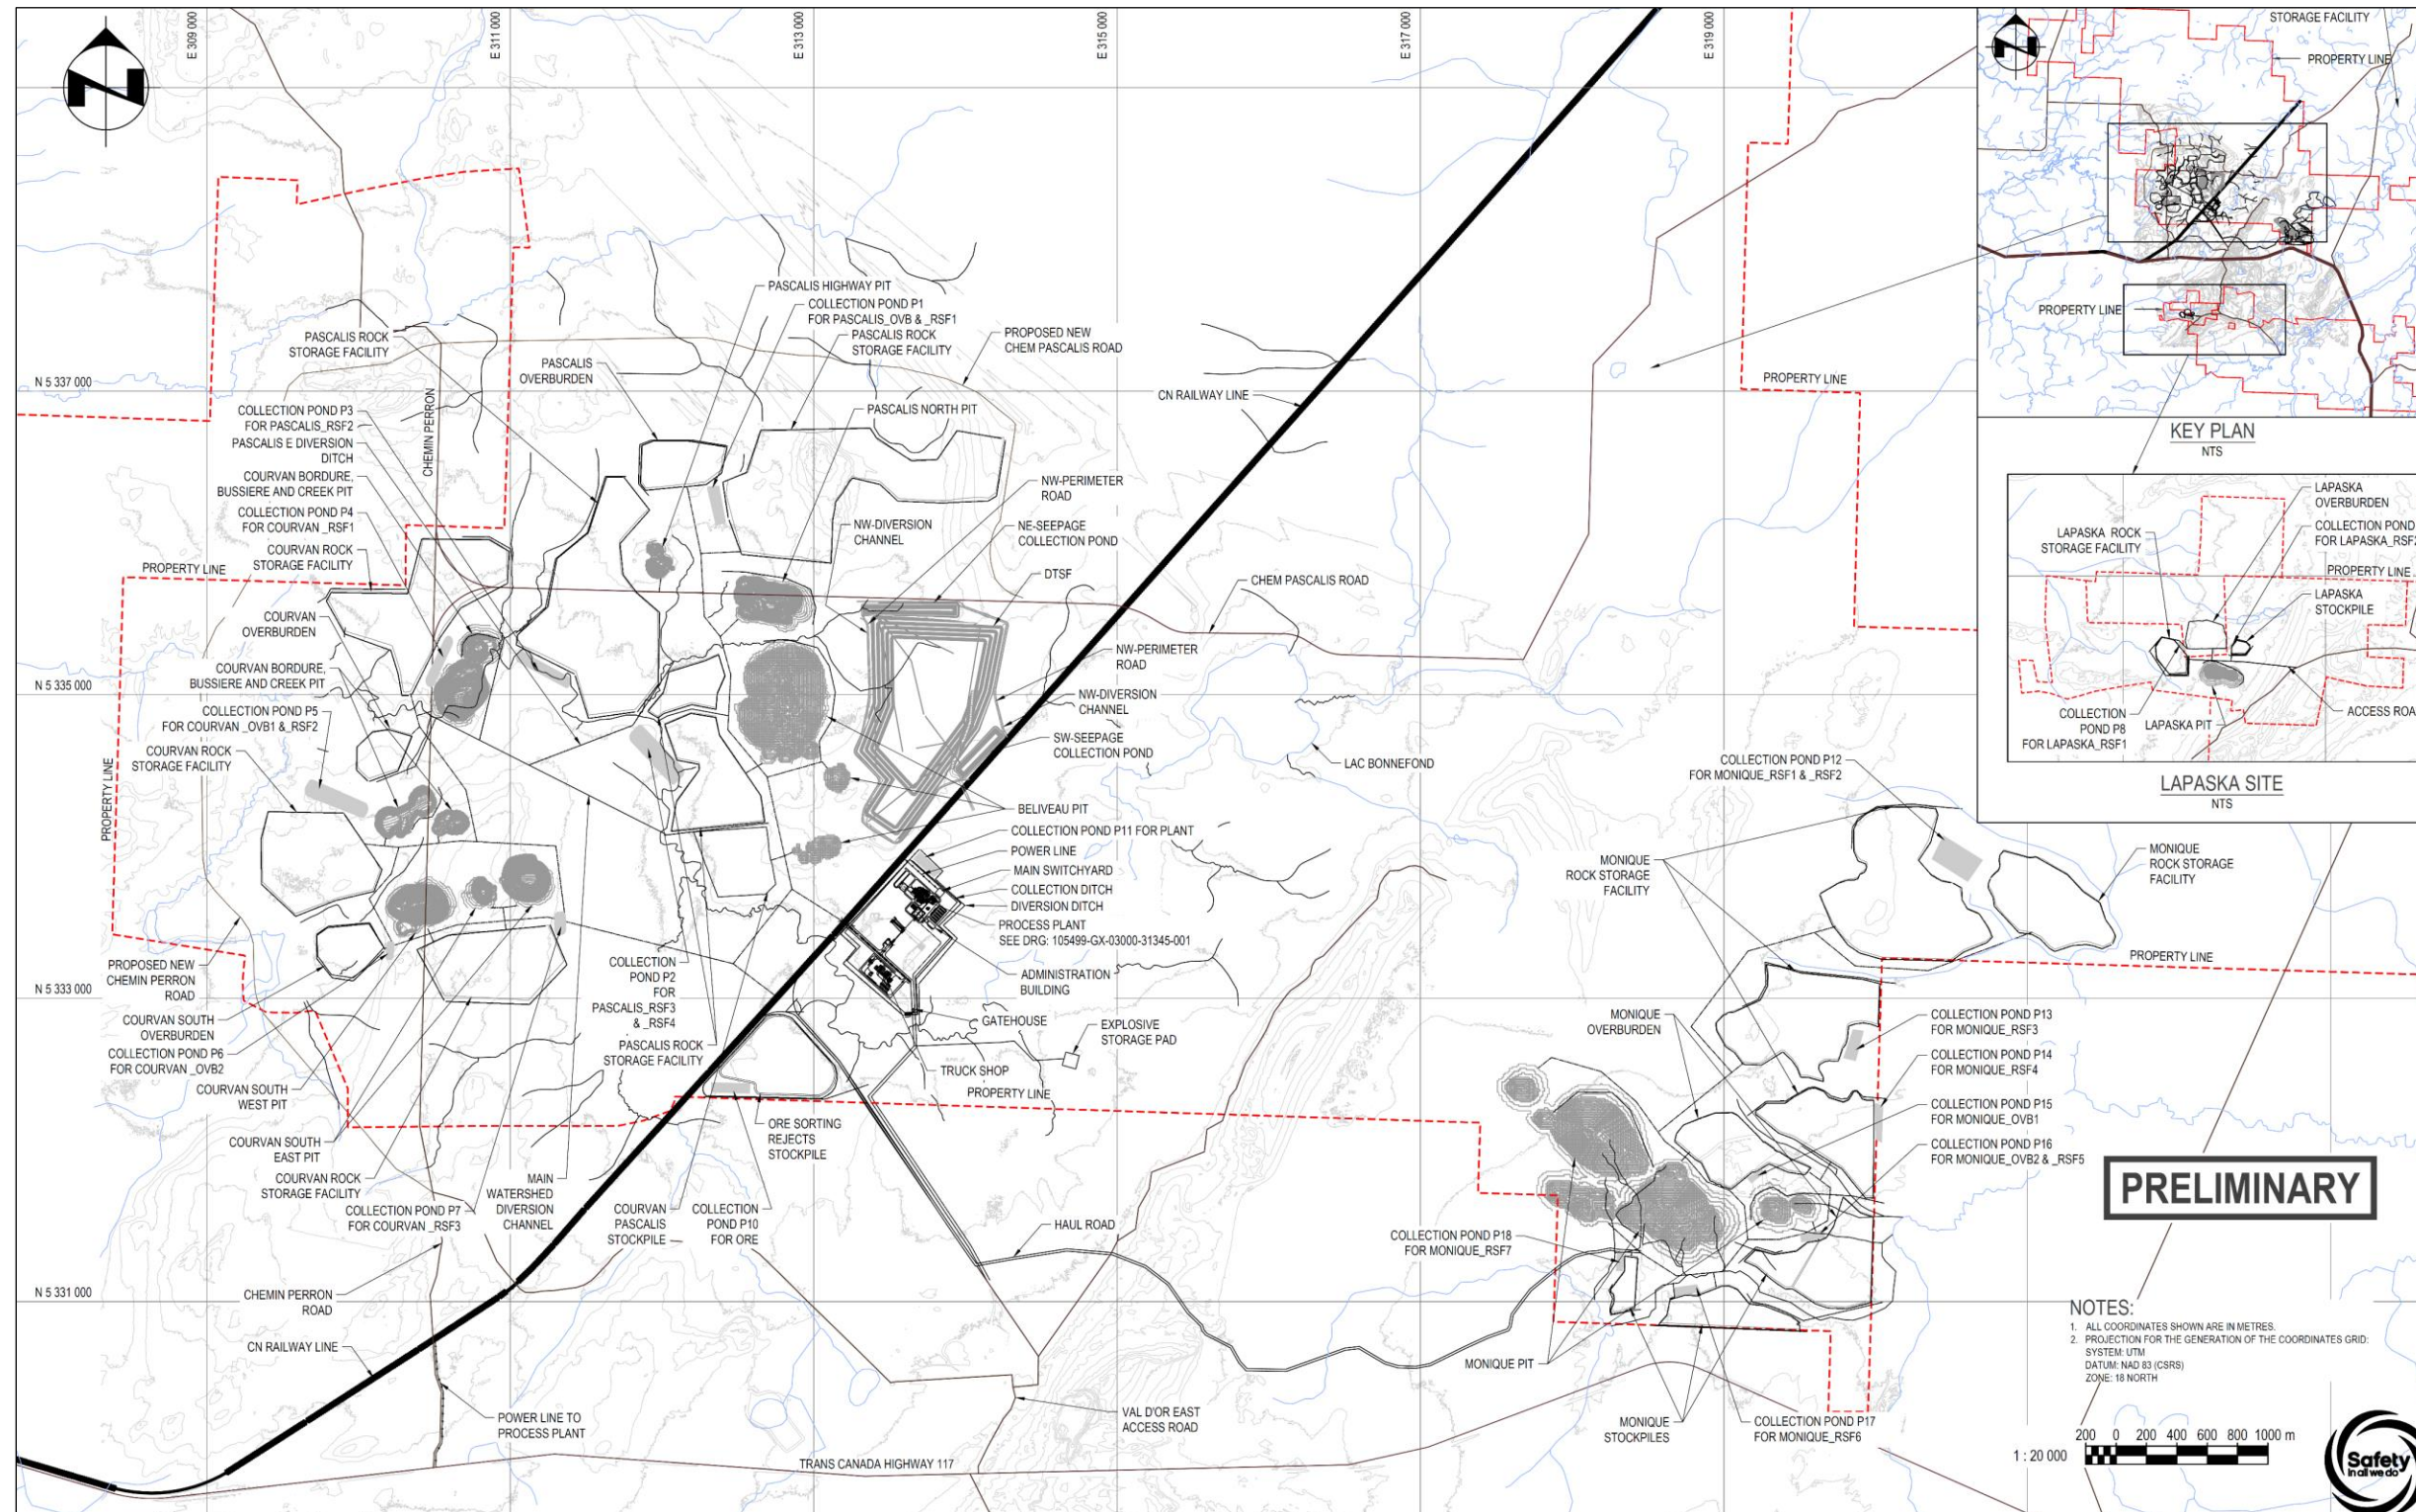 E 309 000
E 311 000
E 313 000
E 315 000
E 317 000
E 319 000
N 5 337 000
N 5 335 000
N 5 333 000
N 5 331 000
PASCALIS HIGHWAY PIT
COLLECTION POND P1
FOR PASCALIS_OVB & _RSF1
PASCALIS ROCK
STORAGE FACILITY
PROPOSED NEW
CHEM PASCALIS ROAD
PASCALIS ROCK
STORAGE FACILITY
PASCALIS
OVERBURDEN
CHEMIN PERRON
PASCALIS NORTH PIT
CN RAILWAY LINE
PROPERTY LINE
COLLECTION POND P3
FOR PASCALIS_RSF2
PASCALIS E DIVERSION
DITCH
COURVAN BORDURE,
BUSSIERE AND CREEK PIT
COLLECTION POND P4
FOR COURVAN _RSF1
COURVAN ROCK
STORAGE FACILITY
PROPERTY LINE
COURVAN
OVERBURDEN
COURVAN BORDURE,
BUSSIERE AND CREEK PIT
COLLECTION POND P5
FOR COURVAN _OVB1 & _RSF2
COURVAN ROCK
STORAGE FACILITY
PROPERTY LINE
NW-PERIMETER
ROAD
NW-DIVERSION
CHANNEL
NE-SEEPAGE
COLLECTION POND
DTSF
CHEM PASCALIS ROAD
NW-PERIMETER
ROAD
NW-DIVERSION
CHANNEL
SW-SEEPAGE
COLLECTION POND
LAC BONNEFOND
BELIVEAU PIT
COLLECTION POND P11 FOR PLANT
POWER LINE
MAIN SWITCHYARD
COLLECTION DITCH
DIVERSION DITCH
PROCESS PLANT
SEE DRG: 105499-GX-03000-31345-001
ADMINISTRATION
BUILDING
GATEHOUSE
EXPLOSIVE
STORAGE PAD
TRUCK SHOP
PROPERTY LINE
PROPOSED NEW
CHEMIN PERRON
ROAD
COURVAN SOUTH
OVERBURDEN
COLLECTION POND P6
FOR COURVAN _OVB2
COURVAN SOUTH
WEST PIT
COURVAN SOUTH
EAST PIT
COURVAN ROCK
STORAGE FACILITY
COLLECTION POND P7
FOR COURVAN _RSF3
COLLECTION
POND P2
FOR
PASCALIS_RSF3
& _RSF4
PASCALIS ROCK
STORAGE FACILITY
MAIN
WATERSHED
DIVERSION
CHANNEL
COURVAN
PASCALIS
STOCKPILE
COLLECTION
POND P10
FOR ORE
ORE SORTING
REJECTS
STOCKPILE
HAUL ROAD
CHEMIN PERRON
ROAD
CN RAILWAY LINE
POWER LINE TO
PROCESS PLANT
VAL D'OR EAST
ACCESS ROAD
TRANS CANADA HIGHWAY 117
COLLECTION POND P12
FOR MONIQUE_RSF1 & _RSF2
MONIQUE
ROCK STORAGE
FACILITY
MONIQUE
ROCK STORAGE
FACILITY
PROPERTY LINE
MONIQUE
OVERBURDEN
COLLECTION POND P13
FOR MONIQUE_RSF3
COLLECTION POND P14
FOR MONIQUE_RSF4
COLLECTION POND P15
FOR MONIQUE_OVB1
COLLECTION POND P16
FOR MONIQUE_OVB2 & _RSF5
COLLECTION POND P18
FOR MONIQUE_RSF7
MONIQUE PIT
MONIQUE
STOCKPILES
COLLECTION POND P17
FOR MONIQUE_RSF6
STORAGE FACILITY
PROPERTY LINE
PROPERTY LINE
KEY PLAN
NTS
LAPASKA
OVERBURDEN
COLLECTION POND
FOR LAPASKA_RSF2
LAPASKA ROCK
STORAGE FACILITY
PROPERTY LINE
LAPASKA
STOCKPILE
COLLECTION
POND P8
FOR LAPASKA_RSF1
LAPASKA PIT
ACCESS ROA
LAPASKA SITE
NTS
PRELIMINARY
NOTES:
1. ALL COORDINATES SHOWN ARE IN METRES.
2. PROJECTION FOR THE GENERATION OF THE COORDINATES GRID:
SYSTEM: UTM
DATUM: NAD 83 (CSRS)
ZONE: 18 NORTH
200 0 200 400 600 800 1000 m
1 : 20 000
Safety
in all we do